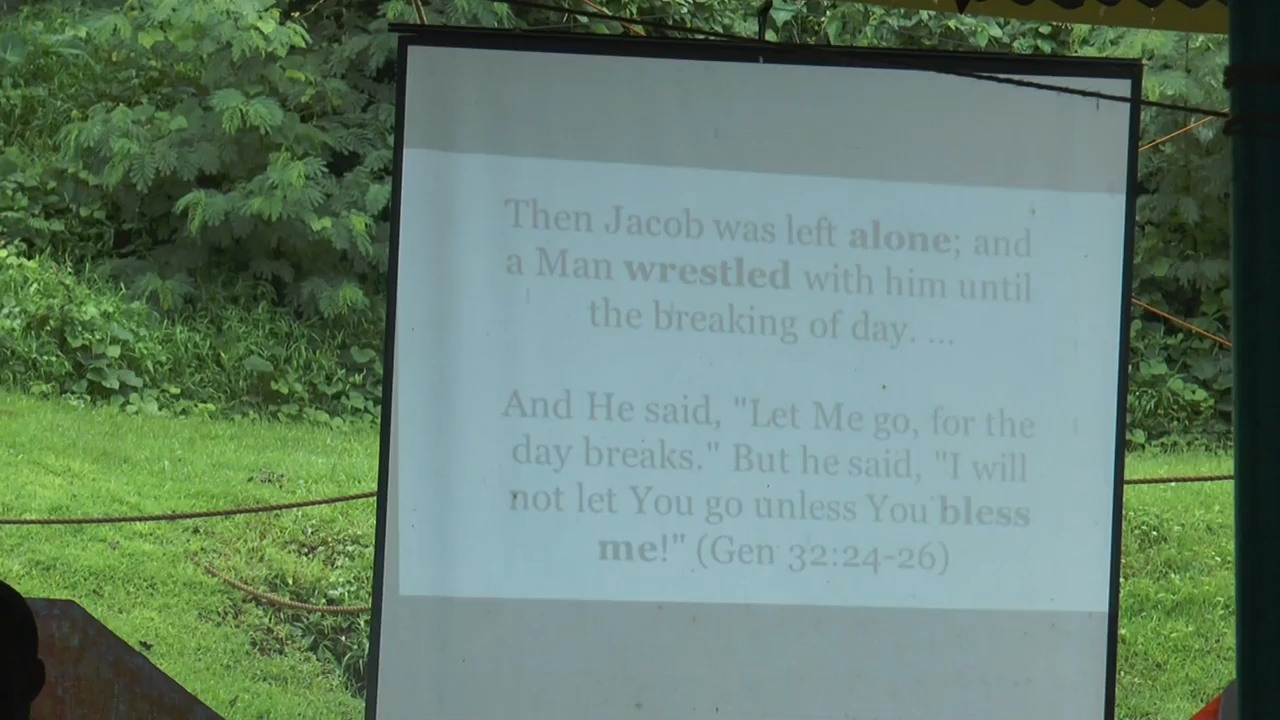 Then Jacob was left alone; and
a Man wrestled with him until
the breaking of day. ...
And He said, "Let Me go, for the
day breaks." But he said, "I will
not let You go unless You bless
me!" (Gen 32:24-26)